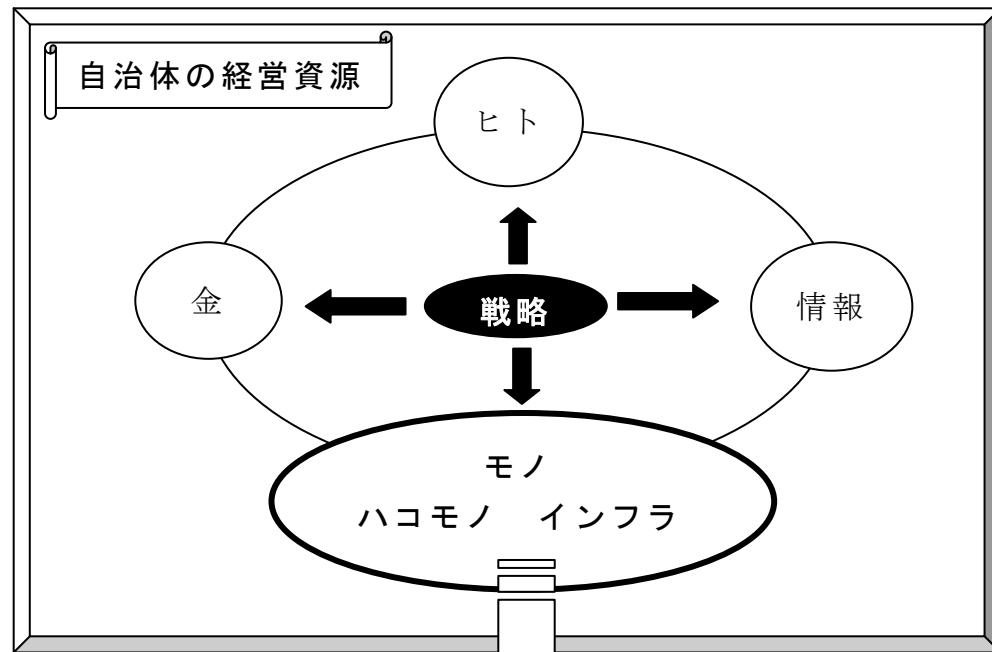 自治体の経営資源
ヒト
金
戦略
情報
モノ
ハコモノ　インフラ